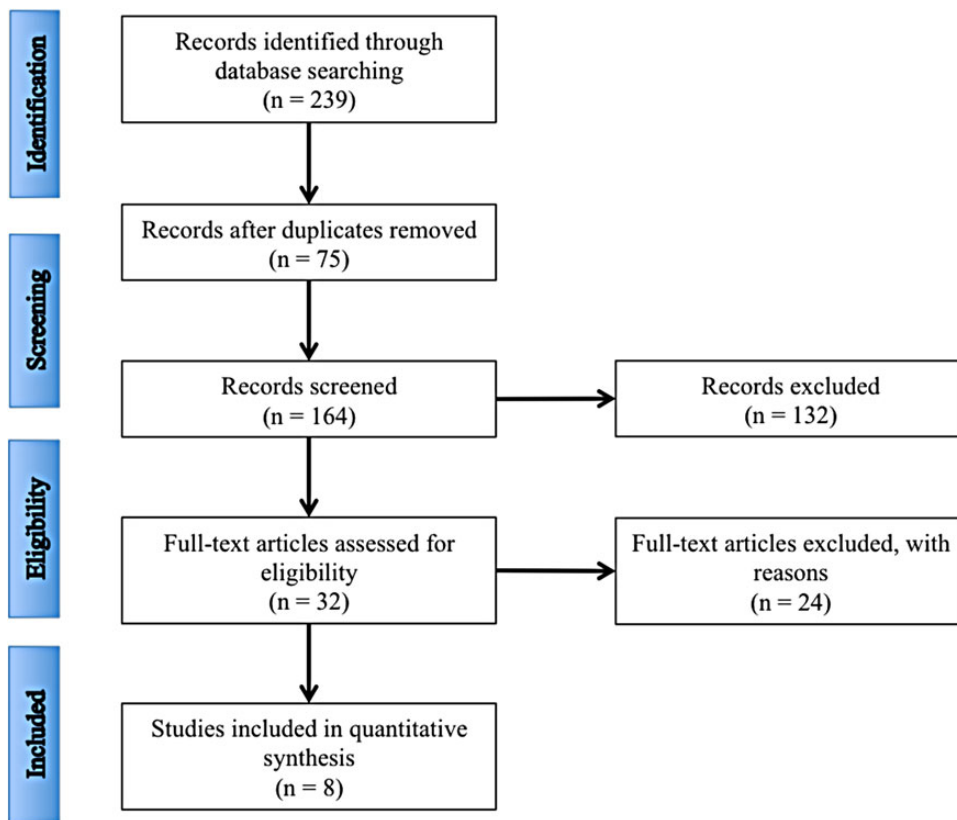 Identification
Records identified through
database searching
(n = 239)
Records after duplicates removed
(n = 75)
Screening
Records screened
(n = 164)
Records excluded
(n = 132)
Eligibility
Full-text articles assessed for
eligibility
(n = 32)
Full-text articles excluded, with
reasons
(n = 24)
Included
Studies included in quantitative
synthesis
(n = 8)